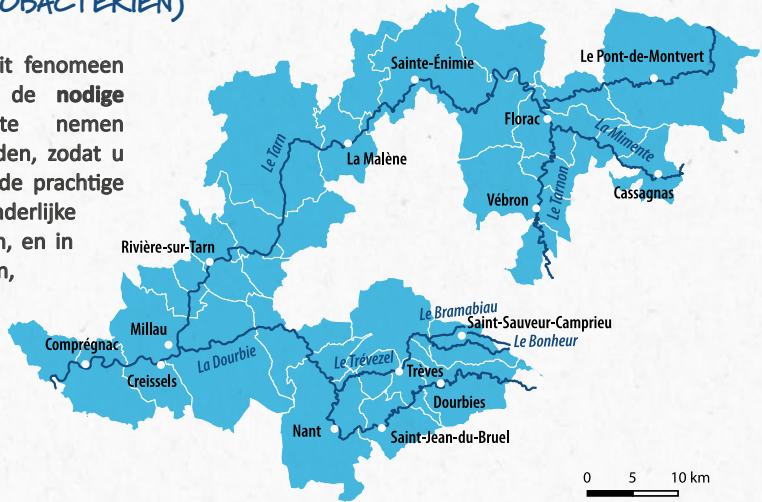 OBACTERIEN)
it fenomeen
de nodige
te nemen
den, zodat u
de prachtige
nderlijke
n, en in
n,
Sainte-Énimie
Le Pont-de-Montvert
Florac
La Mimente
Le Tarn
La Malène
Cassagnas
Le Tarnon
Vébron
Rivière-sur-Tarn
Le Bramabiau
Saint-Sauveur-Camprieu
Le Bonheur
Millau
Comprégnac
La Dourbie
Le Trévezel
Trèves
Creissels
Dourbies
Nant
Saint-Jean-du-Bruel
0 5 10 km